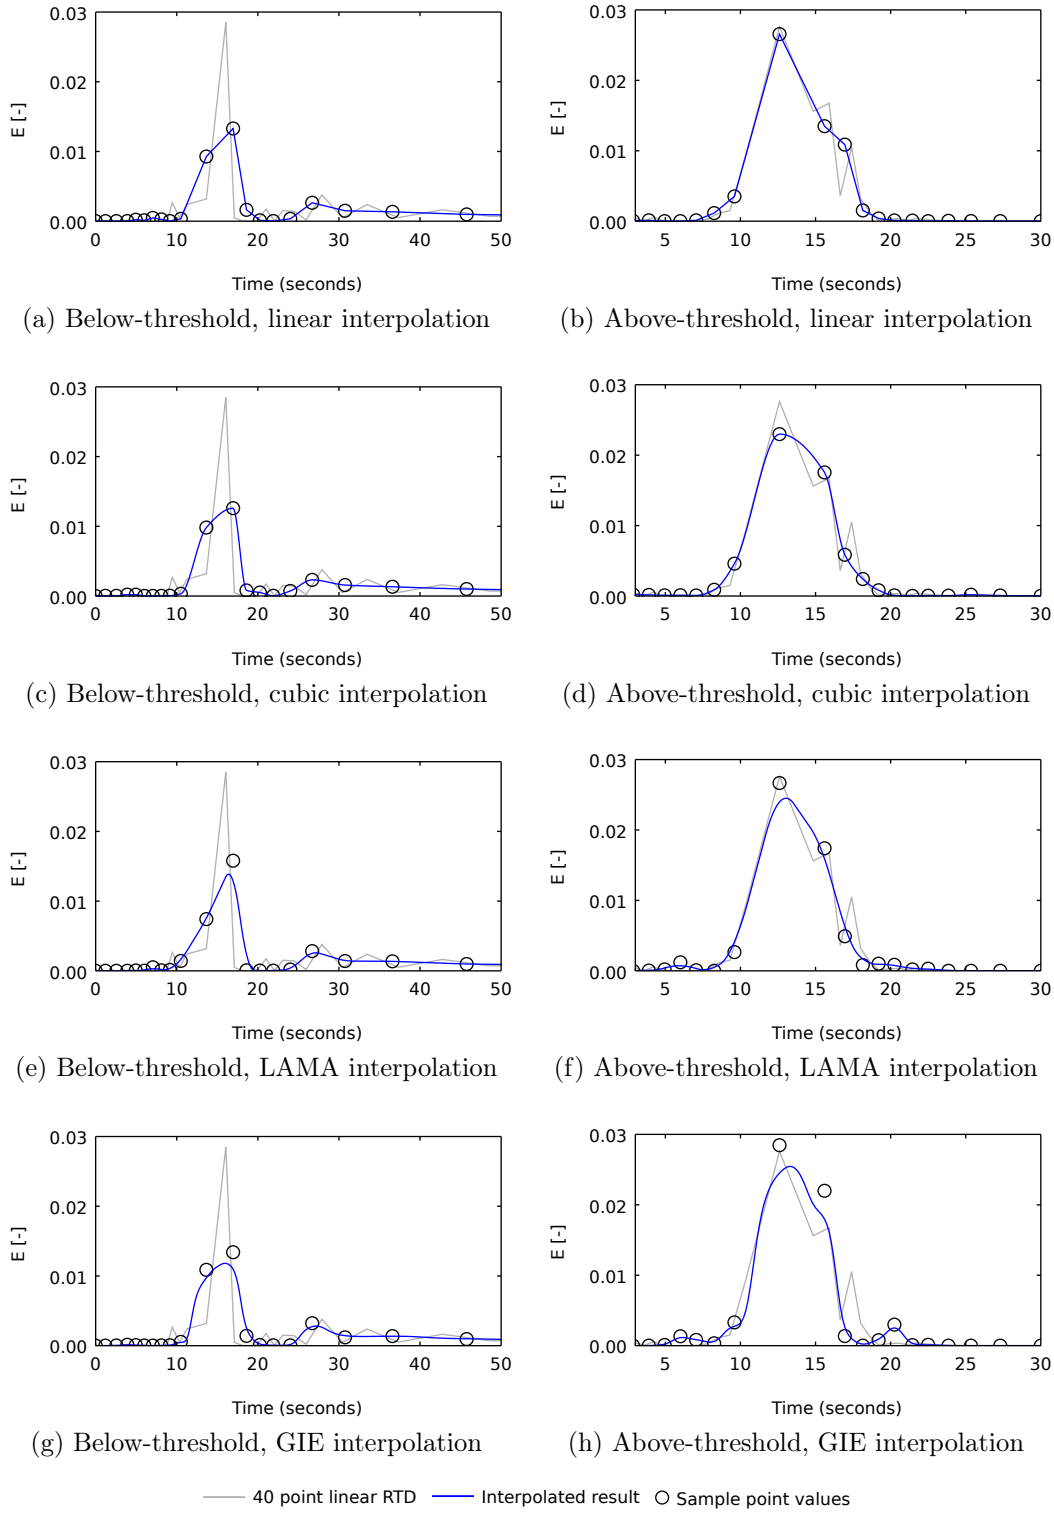 0.03
0.02
0.01
0.00
E [-]
0 10 20 30 40 50
Time (seconds)
(a) Below-threshold, linear interpolation
0.03
0.02
0.01
0.00
E [-]
5 10 15 20 25 30
Time (seconds)
(b) Above-threshold, linear interpolation
0.03
0.02
0.01
0.00
E [-]
0 10 20 30 40 50
Time (seconds)
(c) Below-threshold, cubic interpolation
0.03
0.02
0.01
0.00
E [-]
5 10 15 20 25 30
Time (seconds)
(d) Above-threshold, cubic interpolation
0.03
0.02
0.01
0.00
E [-]
0 10 20 30 40 50
Time (seconds)
(e) Below-threshold, LAMA interpolation
0.03
0.02
0.01
0.00
E [-]
5 10 15 20 25 30
Time (seconds)
(f) Above-threshold, LAMA interpolation
0.03
0.02
0.01
0.00
E [-]
0 10 20 30 40 50
Time (seconds)
(g) Below-threshold, GIE interpolation
0.03
0.02
0.01
0.00
E [-]
5 10 15 20 25 30
Time (seconds)
(h) Above-threshold, GIE interpolation
40 point linear RTD Interpolated result Sample point values